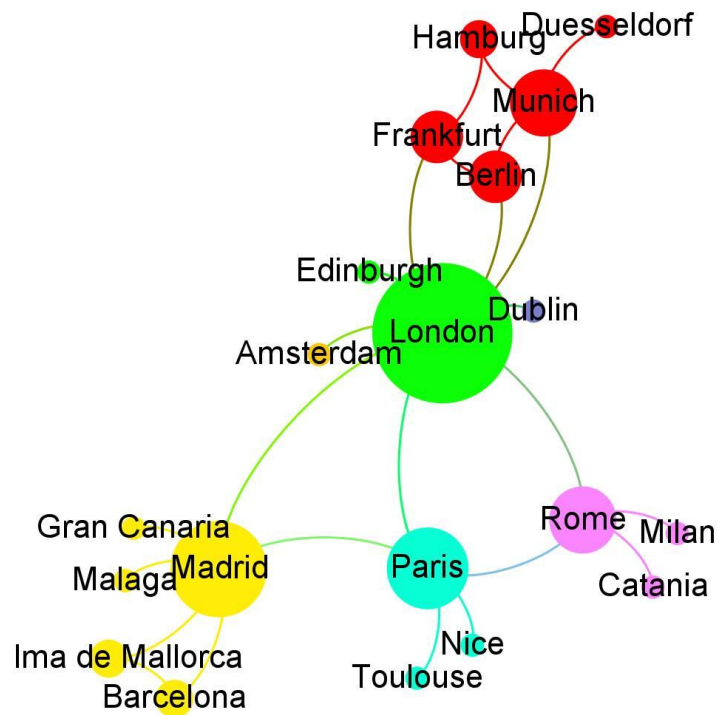 Duesseldorf
Hamburg
Munich
Frankfurt
Berlin
Edinburgh
Dublin
London
Amsterdam
Gran Canaria
Rome
Milan
Madrid
Paris
Malaga
Catania
Nice
Ima de Mallorca
Toulouse
Barcelona